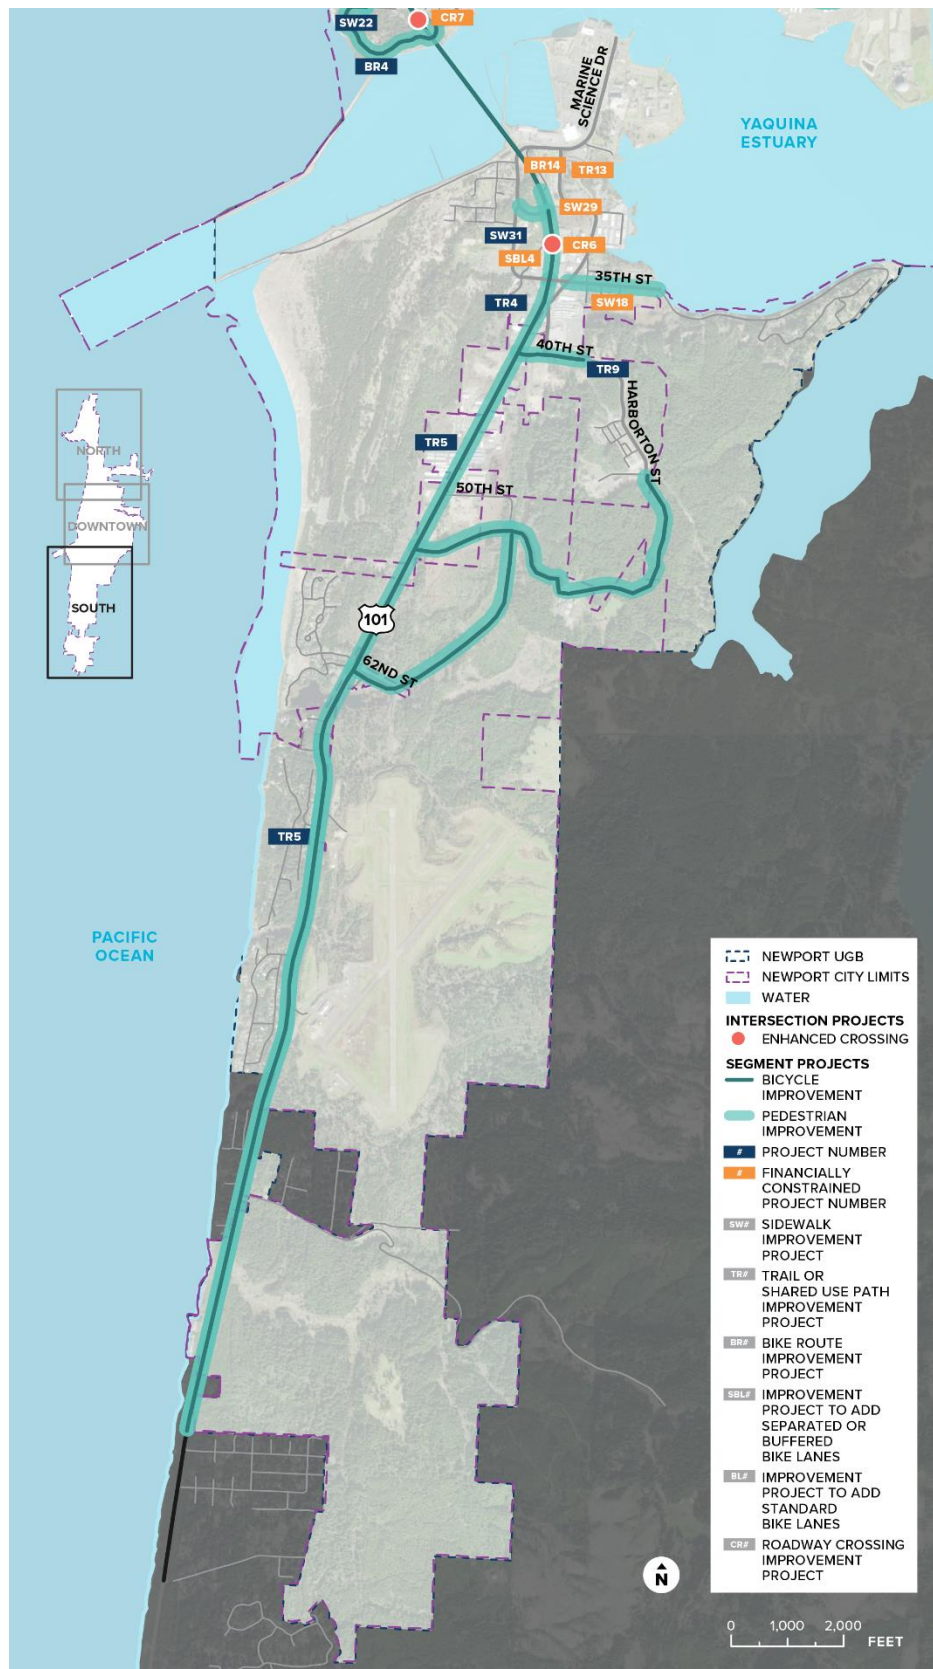 SW22
CR7
BR4
MARINE
SCIENCE DR
YAQUINA
ESTUARY
BR14
TR13
SW29
SW31
CR6
SBL4
35TH ST
TR4
SW18
40TH ST
TR9
HARBORTON ST
NORTH
TR5
50TH ST
DOWNTOWN
SOUTH
101
62ND ST
TR5
PACIFIC
OCEAN
NEWPORT UGB
NEWPORT CITY LIMITS
WATER
INTERSECTION PROJECTS
ENHANCED CROSSING
SEGMENT PROJECTS
BICYCLE
IMPROVEMENT
PEDESTRIAN
IMPROVEMENT
# PROJECT NUMBER
# FINANCIALLY
CONSTRAINED
PROJECT NUMBER
SW# SIDEWALK
IMPROVEMENT
PROJECT
TR# TRAIL OR
SHARED USE PATH
IMPROVEMENT
PROJECT
BR# BIKE ROUTE
IMPROVEMENT
PROJECT
SBL# IMPROVEMENT
PROJECT TO ADD
SEPARATED OR
BUFFERED
BIKE LANES
BL# IMPROVEMENT
PROJECT TO ADD
STANDARD
BIKE LANES
CR# ROADWAY CROSSING
IMPROVEMENT
PROJECT
N
0 1,000 2,000
FEET